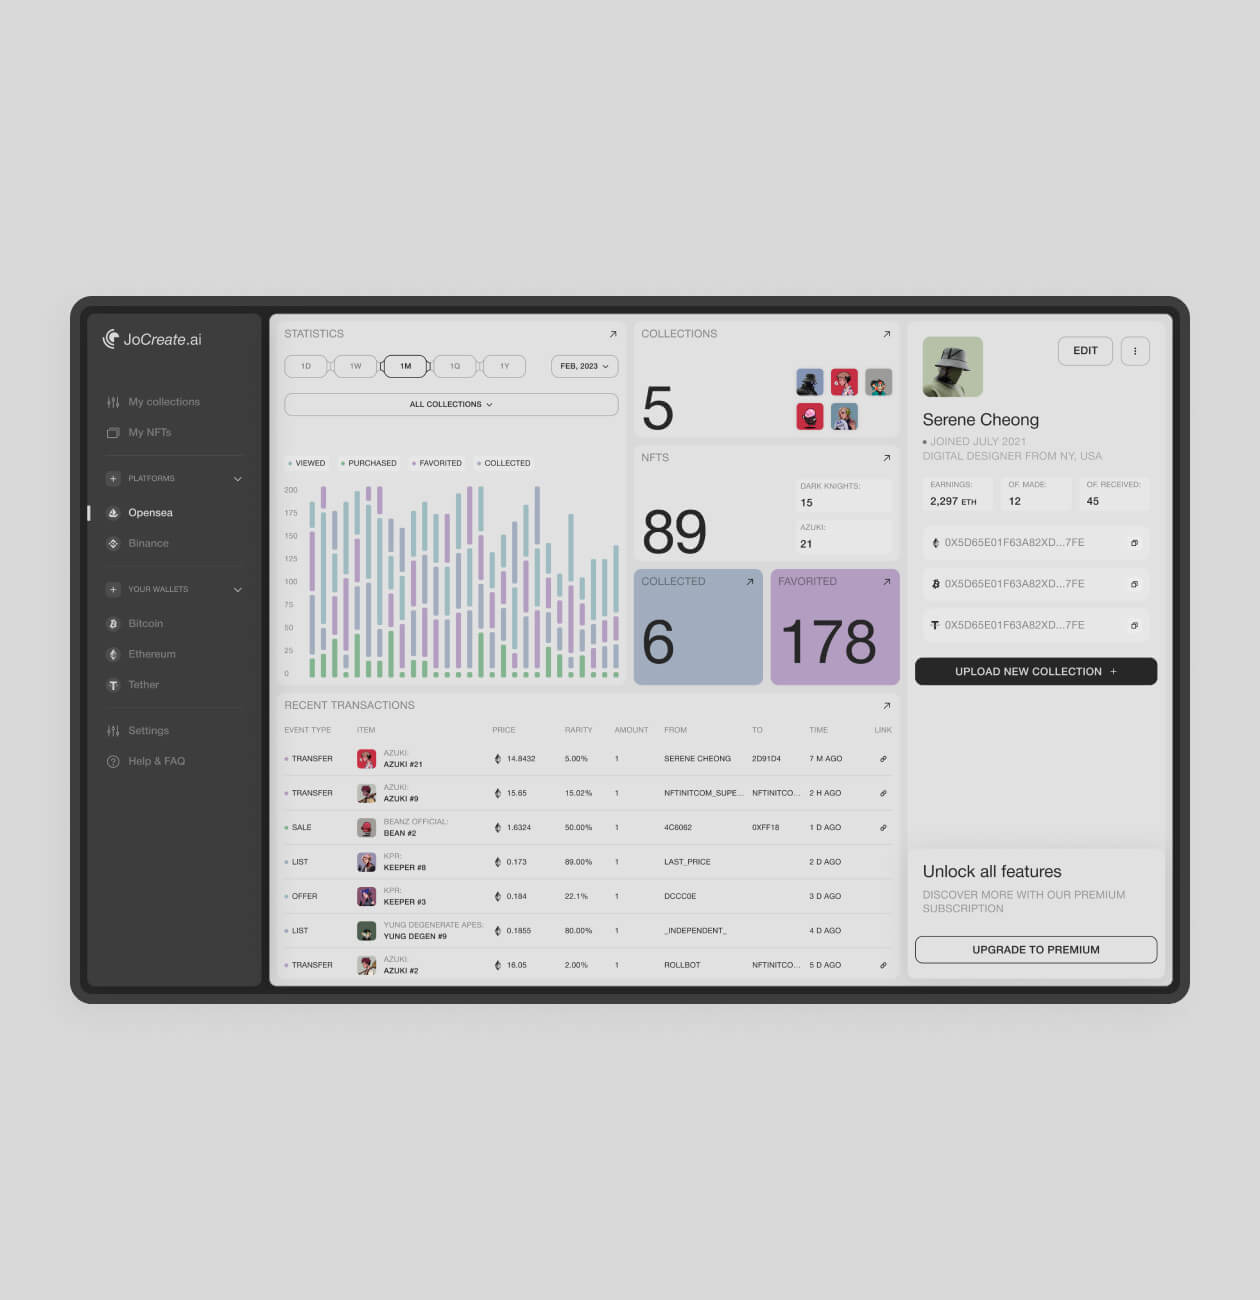 JoCreate.ai
My collections
My NFTs
PLATFORMS
Opensea
Binance
YOUR WALLETS
Bitcoin
Ethereum
Tether
Settings
Help & FAQ
STATISTICS
1D 1W 1M 1Q 1Y FEB, 2023
ALL COLLECTIONS
VIEWED PURCHASED FAVORITED COLLECTED
200
175
150
125
100
75
50
25
0
COLLECTIONS
5
NFTS
89
DARK KNIGHTS:
15
AZUKI:
21
COLLECTED
6
FAVORITED
178
RECENT TRANSACTIONS
EVENT TYPE ITEM PRICE RARITY AMOUNT FROM TO TIME LINK
AZUKI:
TRANSFER AZUKI #21 14.8432 5.00% 1 SERENE CHEONG 2D91D4 7 M AGO
AZUKI:
TRANSFER AZUKI #9 15.65 15.02% 1 NFTINITCOM_SUPE... NFTINITCO... 2 H AGO
BEANZ OFFICIAL:
SALE BEAN #2 1.6324 50.00% 1 4C6062 0XFF18 1 D AGO
KPR:
LIST KEEPER #8 0.173 89.00% 1 LAST_PRICE 2 D AGO
KPR:
OFFER KEEPER #3 0.184 22.1% 1 DCCC0E 3 D AGO
YUNG DEGENERATE APES:
LIST YUNG DEGEN #9 0.1855 80.00% 1 _INDEPENDENT_ 4 D AGO
AZUKI:
TRANSFER AZUKI #2 16.05 2.00% 1 ROLLBOT NFTINITCO... 5 D AGO
EDIT
Serene Cheong
JOINED JULY 2021
DIGITAL DESIGNER FROM NY, USA
EARNINGS: OF. MADE: OF. RECEIVED:
2,297 ETH 12 45
0X5D65E01F63A82XD...7FE
0X5D65E01F63A82XD...7FE
0X5D65E01F63A82XD...7FE
UPLOAD NEW COLLECTION +
Unlock all features
DISCOVER MORE WITH OUR PREMIUM
SUBSCRIPTION
UPGRADE TO PREMIUM